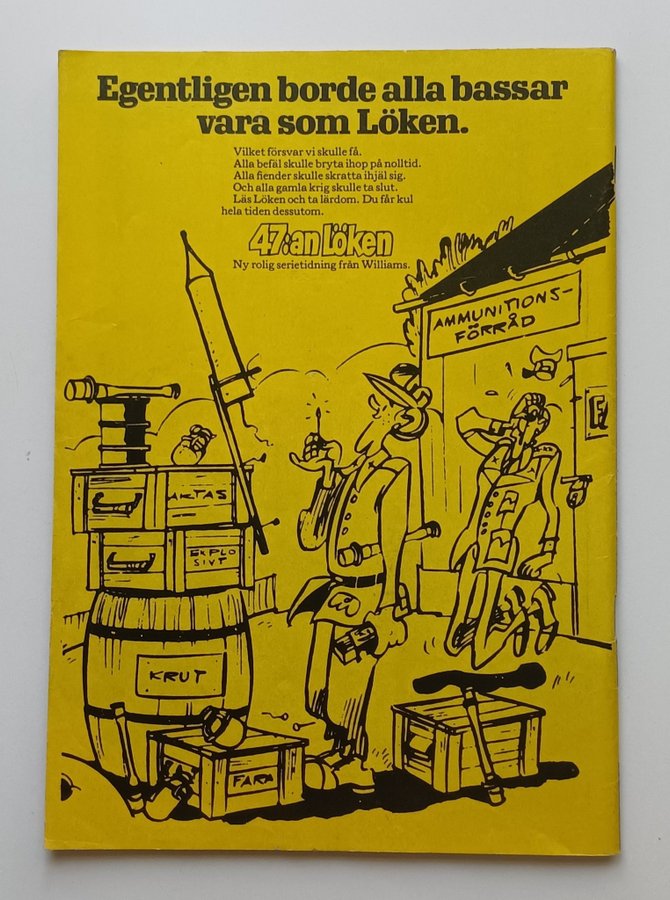 Egentligen borde alla bassar
vara som Löken.
Vilket försvar vi skulle få.
Alla befäl skulle bryta ihop på nolltid.
Alla fiender skulle skratta ihjäl sig.
Och alla gamla krig skulle ta slut.
Läs Löken och ta lärdom. Du får kul
hela tiden dessutom.
47:an Löken
Ny rolig serietidning från Williams.
AMMUNITIONS-
FÖRRÅD
AKTAS
EXPLO
SIVT
KRUT
FARA